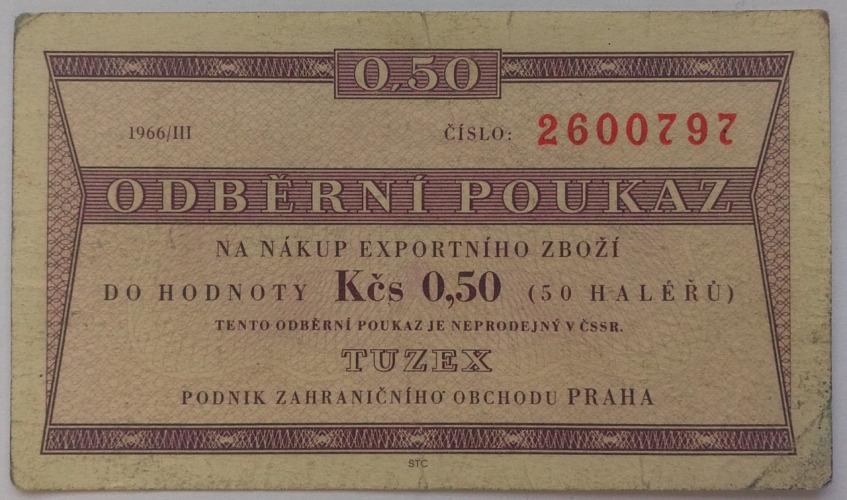 0,50
1966/III ČÍSLO: 2600797
ODBĚRNÍ POUKAZ
NA NÁKUP EXPORTNÍHO ZBOŽÍ
DO HODNOTY Kčs 0,50 (50 HALÉŘŮ)
TENTO ODBĚRNÍ POUKAZ JE NEPRODEJNÝ V ČSSR.
TUZEX
PODNIK ZAHRANIČNÍHO OBCHODU PRAHA
STC